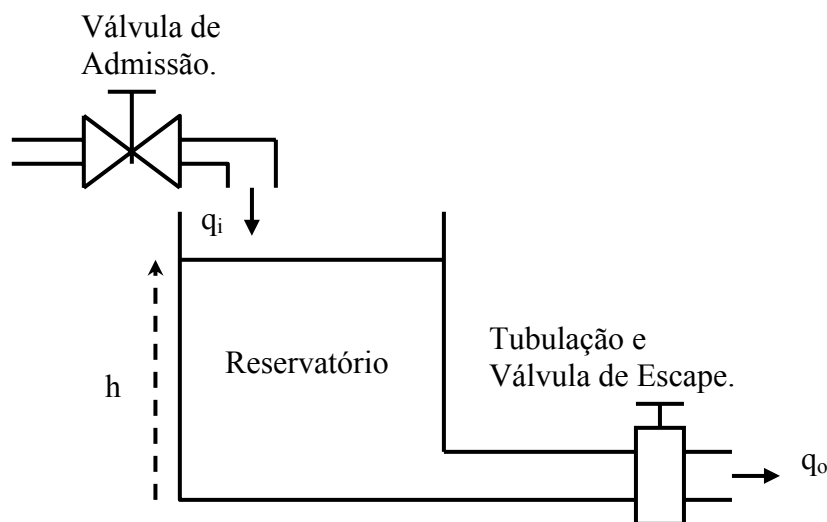 Válvula de
Admissão.
qi
Reservatório
h
Tubulação e
Válvula de Escape.
qo